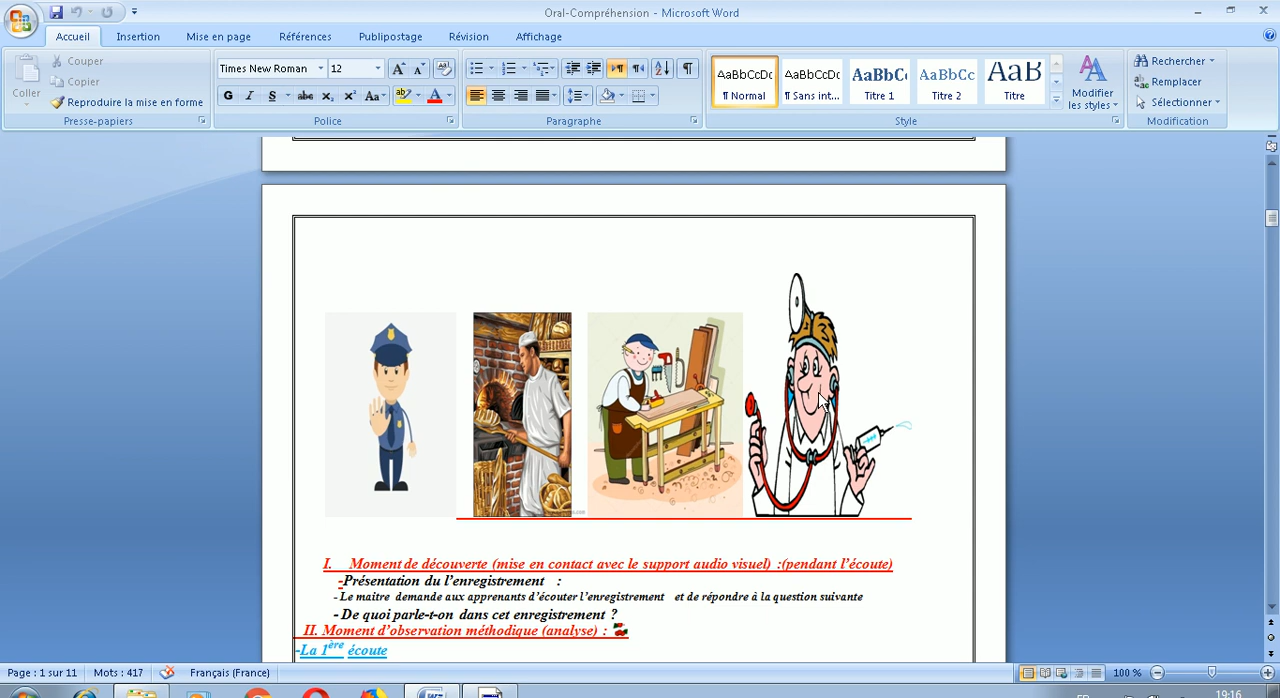 Oral-Compréhension - Microsoft Word
Accueil Insertion Mise en page Références Publipostage Révision Affichage
Coller
Couper
Copier
Reproduire la mise en forme
Presse-papiers
Times New Roman 12
G I S abc X₂ X² Aa
Police
Paragraphe
AaBbCcDc AaBbCcDc AaBbC AaBbCc AaB
¶ Normal ¶ Sans int... Titre 1 Titre 2 Titre
Modifier les styles
Style
Rechercher
Remplacer
Sélectionner
Modification
I. Moment de découverte (mise en contact avec le support audio visuel) :(pendant l'écoute)
-Présentation du l'enregistrement :
- Le maitre demande aux apprenants d'écouter l'enregistrement et de répondre à la question suivante
- De quoi parle-t-on dans cet enregistrement ?
II. Moment d'observation méthodique (analyse) :
-La 1ère écoute
Page : 1 sur 11 Mots : 417 Français (France) 100 %
19:16